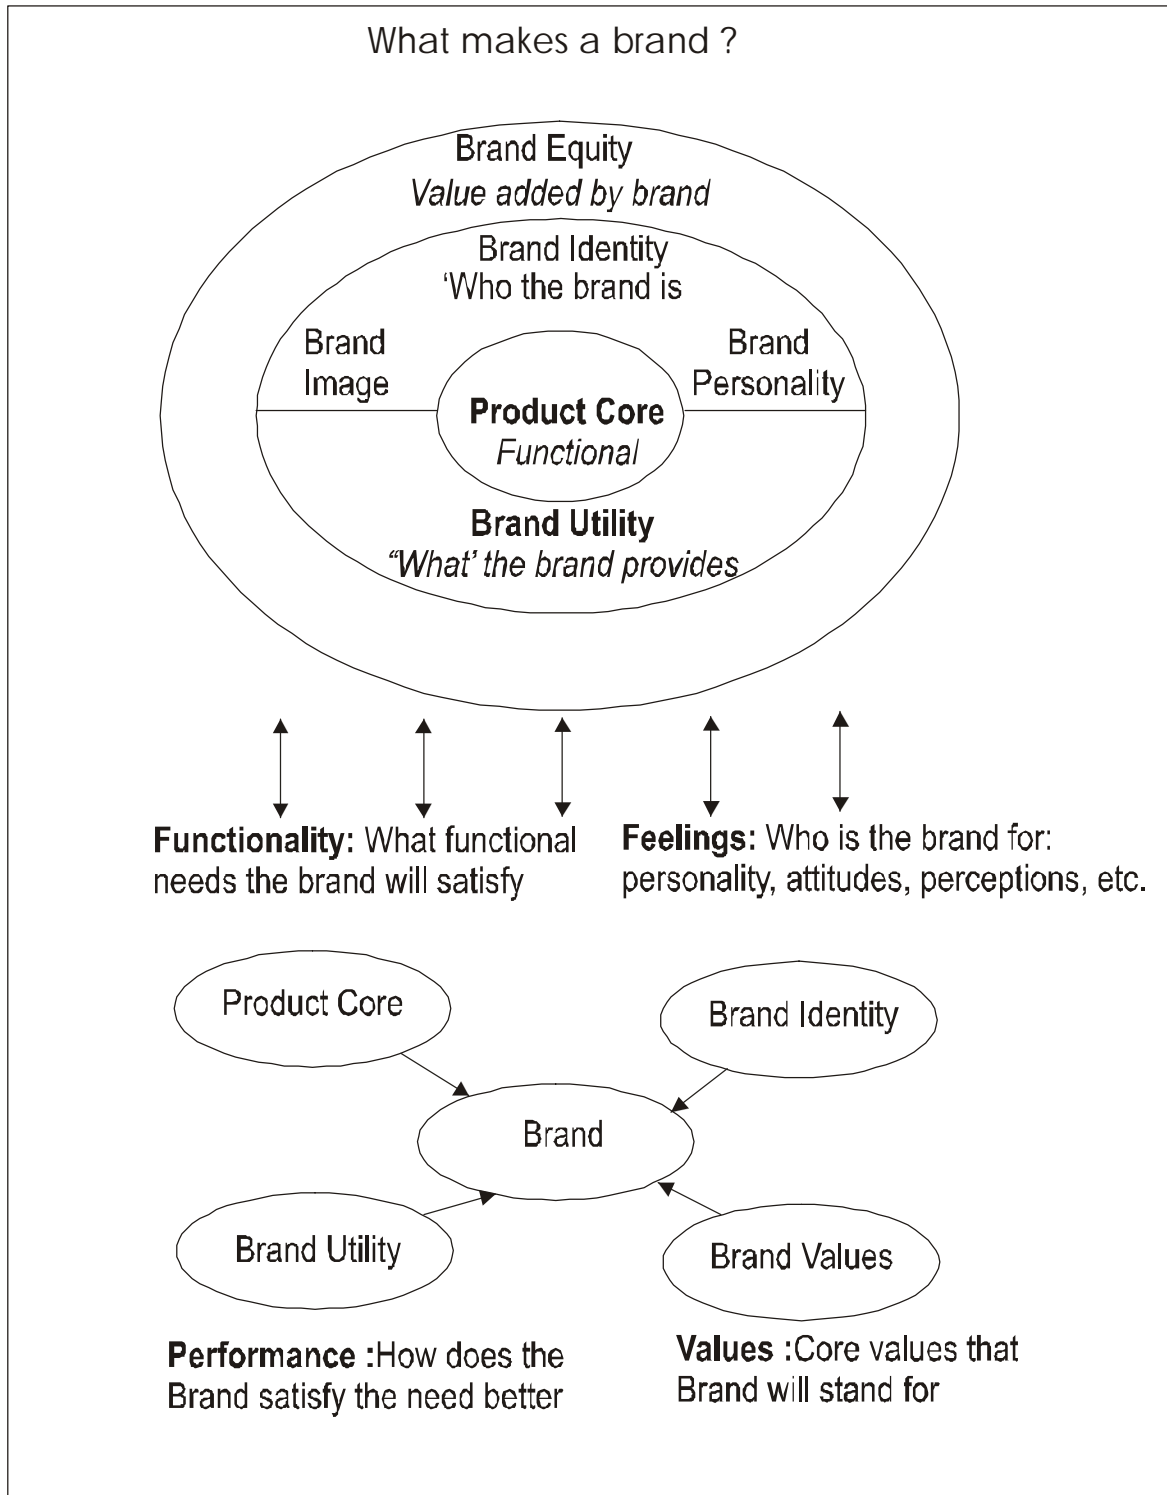 What makes a brand ?
Brand Equity
Value added by brand
Brand Identity
‘Who the brand is
Brand
Image
Brand
Personality
Product Core
Functional
Brand Utility
“What’ the brand provides
Functionality: What functional
needs the brand will satisfy
Feelings: Who is the brand for:
personality, attitudes, perceptions, etc.
Product Core
Brand Identity
Brand
Brand Utility
Brand Values
Performance :How does the
Brand satisfy the need better
Values :Core values that
Brand will stand for